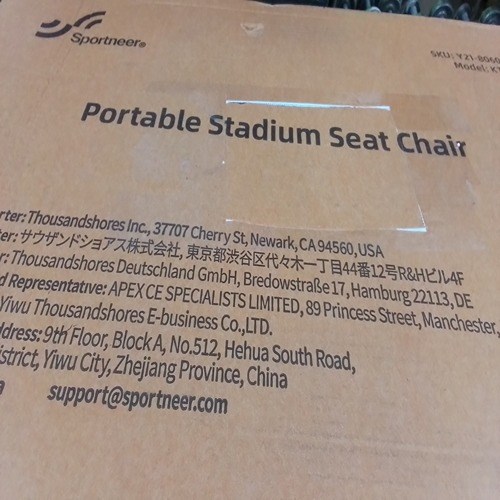 Sportneer®
SKU: Y21-8060
Model:
Portable Stadium Seat Chair
rter: Thousandshores Inc., 37707 Cherry St, Newark, CA 94560, USA
ter: サウザンドショアス株式会社, 東京都渋谷区代々木一丁目44番12号R&Hビル4F
r: Thousandshores Deutschland GmbH, Bredowstraße 17, Hamburg 22113, DE
d Representative: APEX CE SPECIALISTS LIMITED, 89 Princess Street, Manchester,
Yiwu Thousandshores E-business Co.,LTD.
ddress: 9th Floor, Block A, No.512, Hehua South Road,
istrict, Yiwu City, Zhejiang Province, China
support@sportneer.com